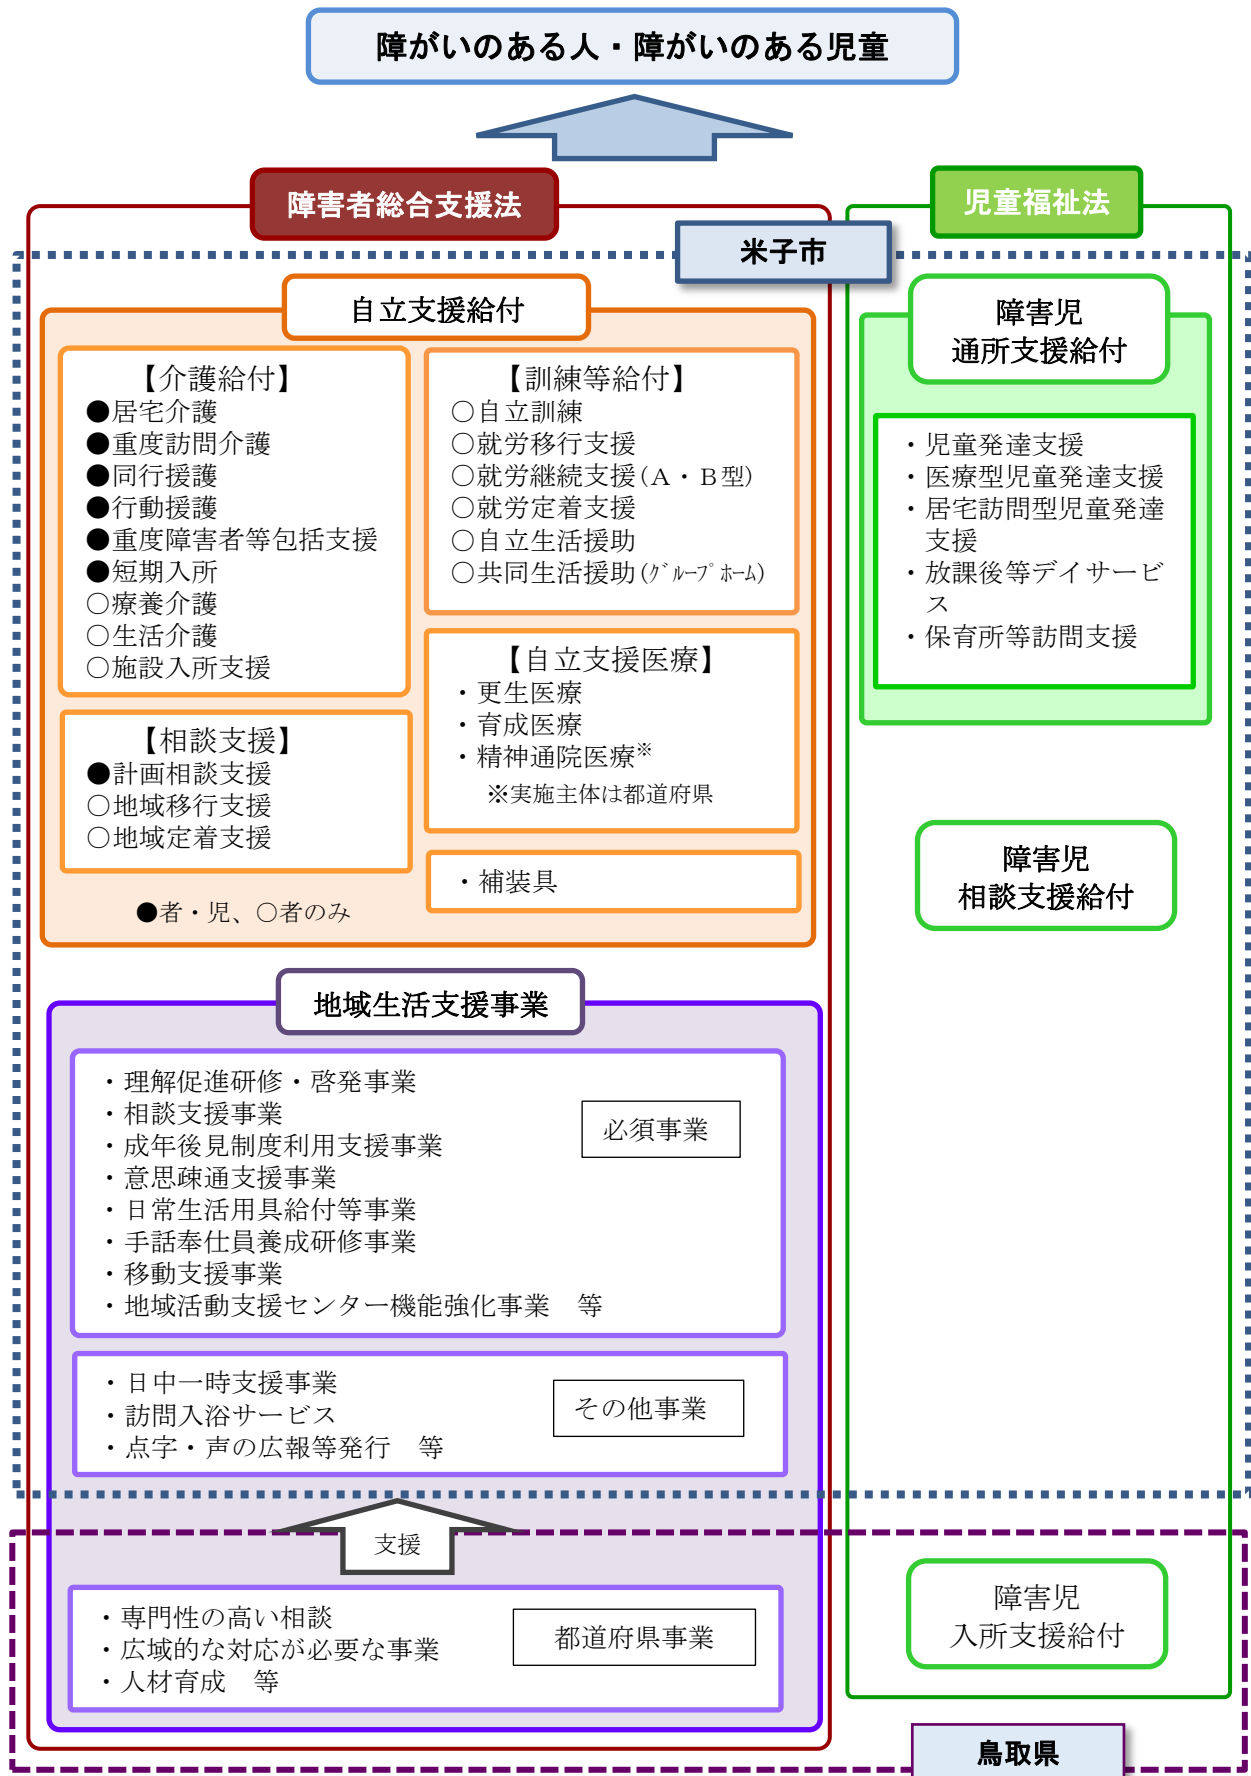 障がいのある人・障がいのある児童
障害者総合支援法
児童福祉法
米子市
自立支援給付
【介護給付】
●居宅介護
●重度訪問介護
●同行援護
●行動援護
●重度障害者等包括支援
●短期入所
○療養介護
○生活介護
○施設入所支援
【相談支援】
●計画相談支援
○地域移行支援
○地域定着支援
●者・児、○者のみ
【訓練等給付】
○自立訓練
○就労移行支援
○就労継続支援(Ａ・Ｂ型)
○就労定着支援
○自立生活援助
○共同生活援助(ｸﾞﾙｰﾌﾟﾎｰﾑ)
【自立支援医療】
・更生医療
・育成医療
・精神通院医療※
※実施主体は都道府県
・補装具
障害児
通所支援給付
・児童発達支援
・医療型児童発達支援
・居宅訪問型児童発達
支援
・放課後等デイサービ
ス
・保育所等訪問支援
障害児
相談支援給付
地域生活支援事業
・理解促進研修・啓発事業
・相談支援事業
・成年後見制度利用支援事業
・意思疎通支援事業
・日常生活用具給付等事業
・手話奉仕員養成研修事業
・移動支援事業
・地域活動支援センター機能強化事業　等
必須事業
・日中一時支援事業
・訪問入浴サービス
・点字・声の広報等発行　等
その他事業
支援
・専門性の高い相談
・広域的な対応が必要な事業
・人材育成　等
都道府県事業
障害児
入所支援給付
鳥取県